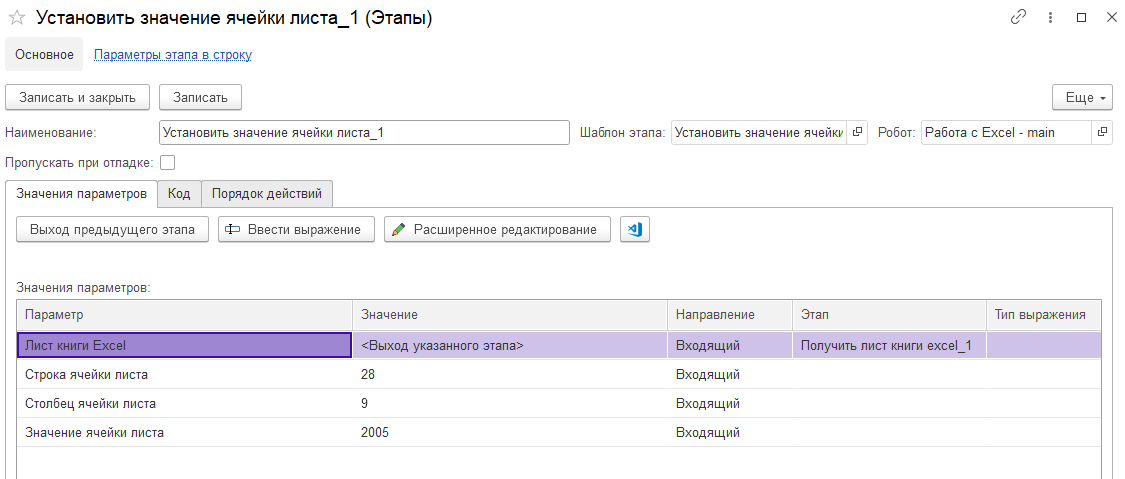 Установить значение ячейки листа_1 (Этапы)
Основное Параметры этапа в строку
Записать и закрыть Записать Еще
Наименование: Установить значение ячейки листа_1 Шаблон этапа: Установить значение ячейки Робот: Работа с Excel - main
Пропускать при отладке:
Значения параметров Код Порядок действий
Выход предыдущего этапа Ввести выражение Расширенное редактирование
Значения параметров:
Параметр Значение Направление Этап Тип выражения
Лист книги Excel <Выход указанного этапа> Входящий Получить лист книги excel_1
Строка ячейки листа 28 Входящий
Столбец ячейки листа 9 Входящий
Значение ячейки листа 2005 Входящий